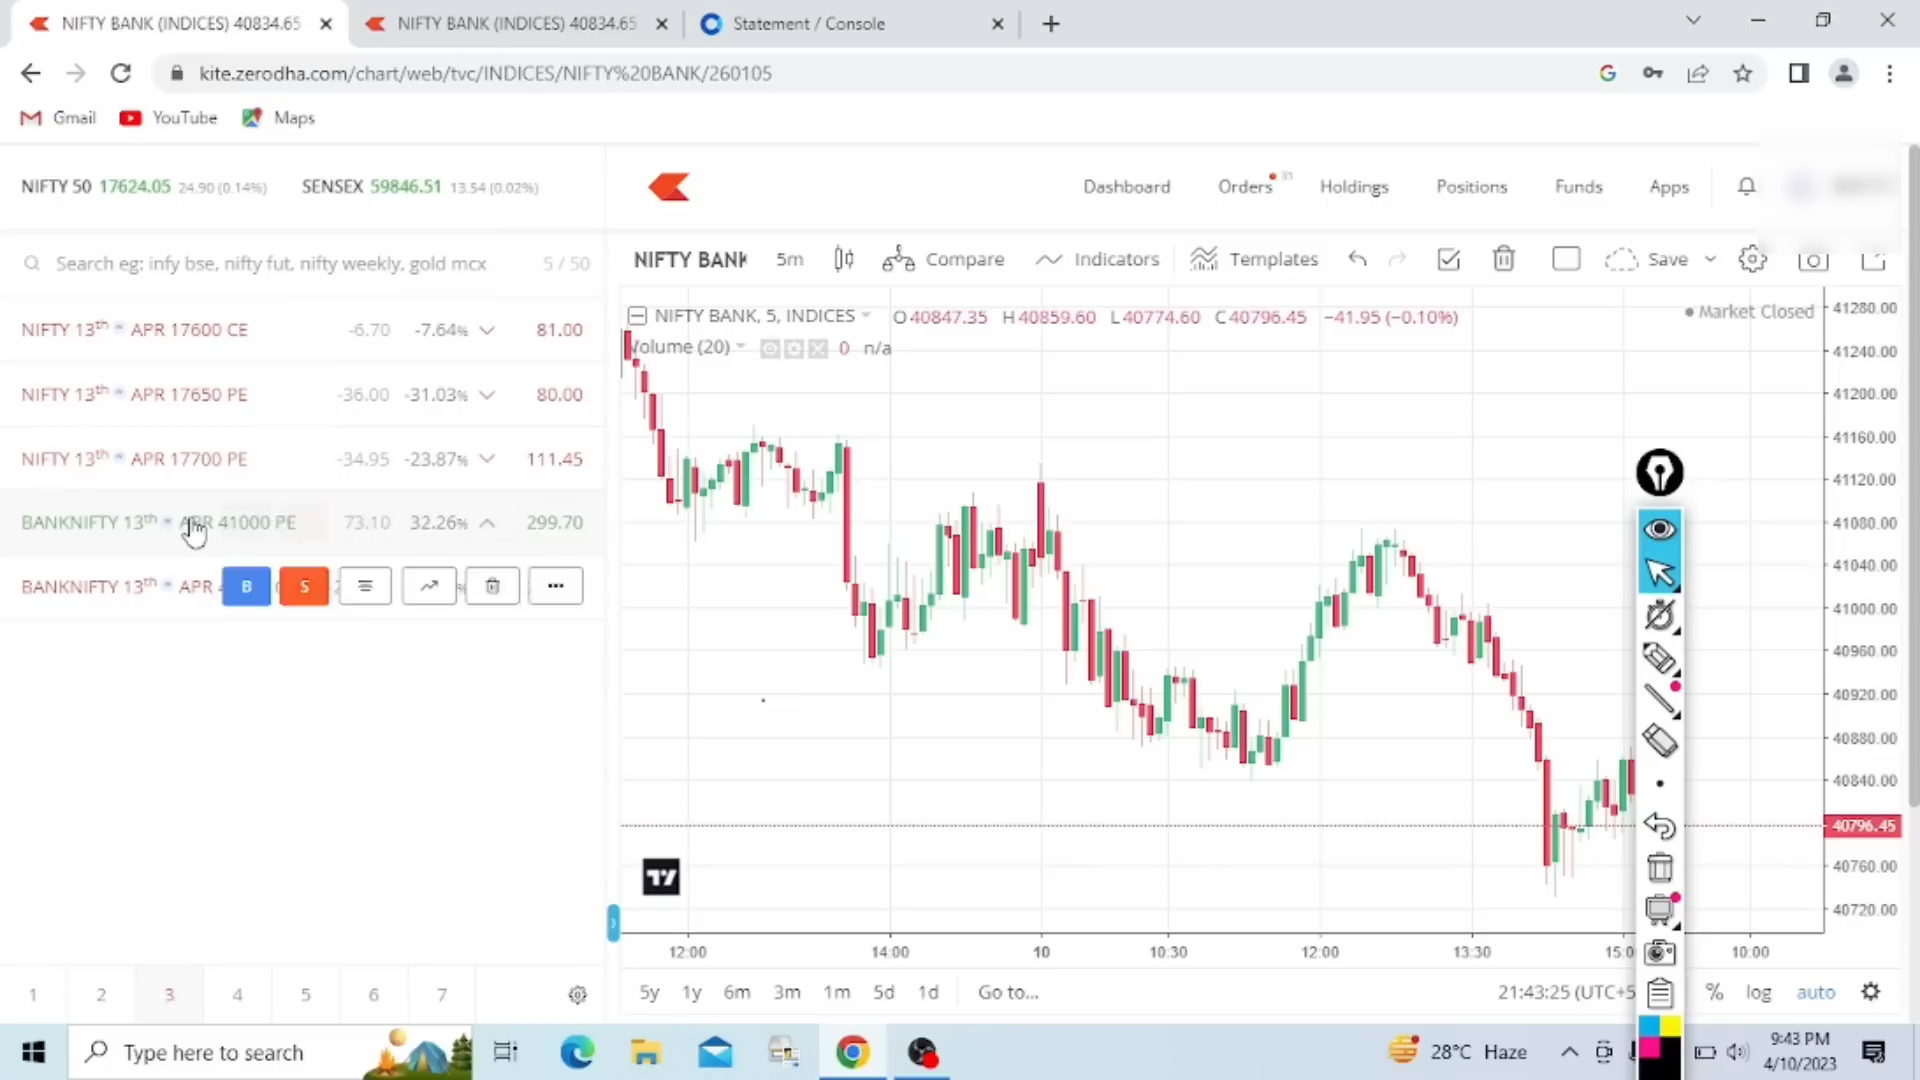 NIFTY BANK (INDICES) 40834.65
NIFTY BANK (INDICES) 40834.65
Statement / Console
kite.zerodha.com/chart/web/tvc/INDICES/NIFTY%20BANK/260105
Gmail YouTube Maps
NIFTY 50 17624.05 24.90 (0.14%) SENSEX 59846.51 13.54 (0.02%)
Dashboard Orders 31 Holdings Positions Funds Apps
Search eg: infy bse, nifty fut, nifty weekly, gold mcx 5 / 50
NIFTY BANK 5m Compare Indicators Templates Save
NIFTY 13th APR 17600 CE -6.70 -7.64% 81.00
NIFTY 13th APR 17650 PE -36.00 -31.03% 80.00
NIFTY 13th APR 17700 PE -34.95 -23.87% 111.45
BANKNIFTY 13th APR 41000 PE 73.10 32.26% 299.70
BANKNIFTY 13th APR B S
NIFTY BANK, 5, INDICES O40847.35 H40859.60 L40774.60 C40796.45 −41.95 (−0.10%)
Market Closed
Volume (20) 0 n/a
41280.00
41240.00
41200.00
41160.00
41120.00
41080.00
41040.00
41000.00
40960.00
40920.00
40880.00
40840.00
40796.45
40760.00
40720.00
12:00 14:00 10 10:30 12:00 13:30 15:0 10:00
1 2 3 4 5 6 7
5y 1y 6m 3m 1m 5d 1d Go to... 21:43:25 (UTC+5 % log auto
Type here to search
28°C Haze
9:43 PM
4/10/2023